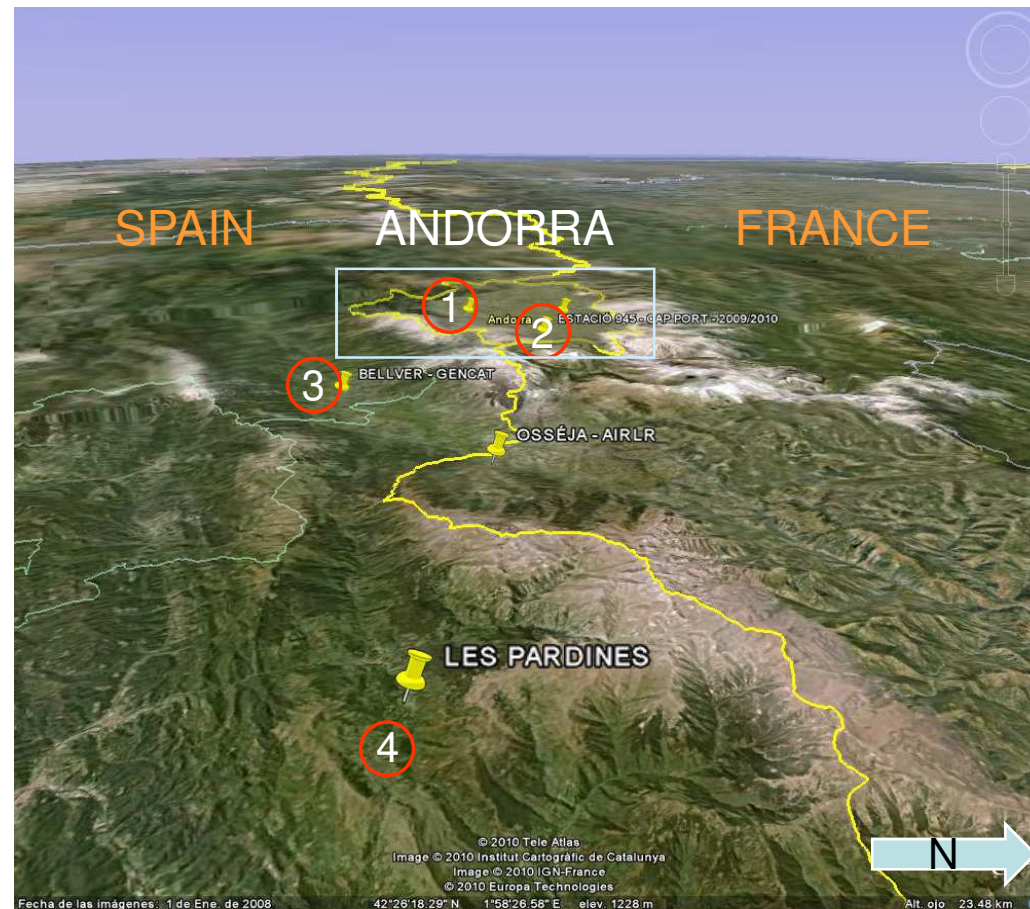 SPAIN ANDORRA FRANCE
1
Andorra
ESTACIÓ 945 - CAP PORT - 2009/2010
2
3
BELLVER - GENCAT
OSSÉJA - AIRLR
LES PARDINES
4
N
© 2010 Tele Atlas
Image © 2010 Institut Cartogràfic de Catalunya
Image © 2010 IGN-France
© 2010 Europa Technologies
Fecha de las imágenes: 1 de Ene. de 2008 42°26'18.29" N 1°58'26.58" E elev. 1228 m Alt. ojo 23.48 km